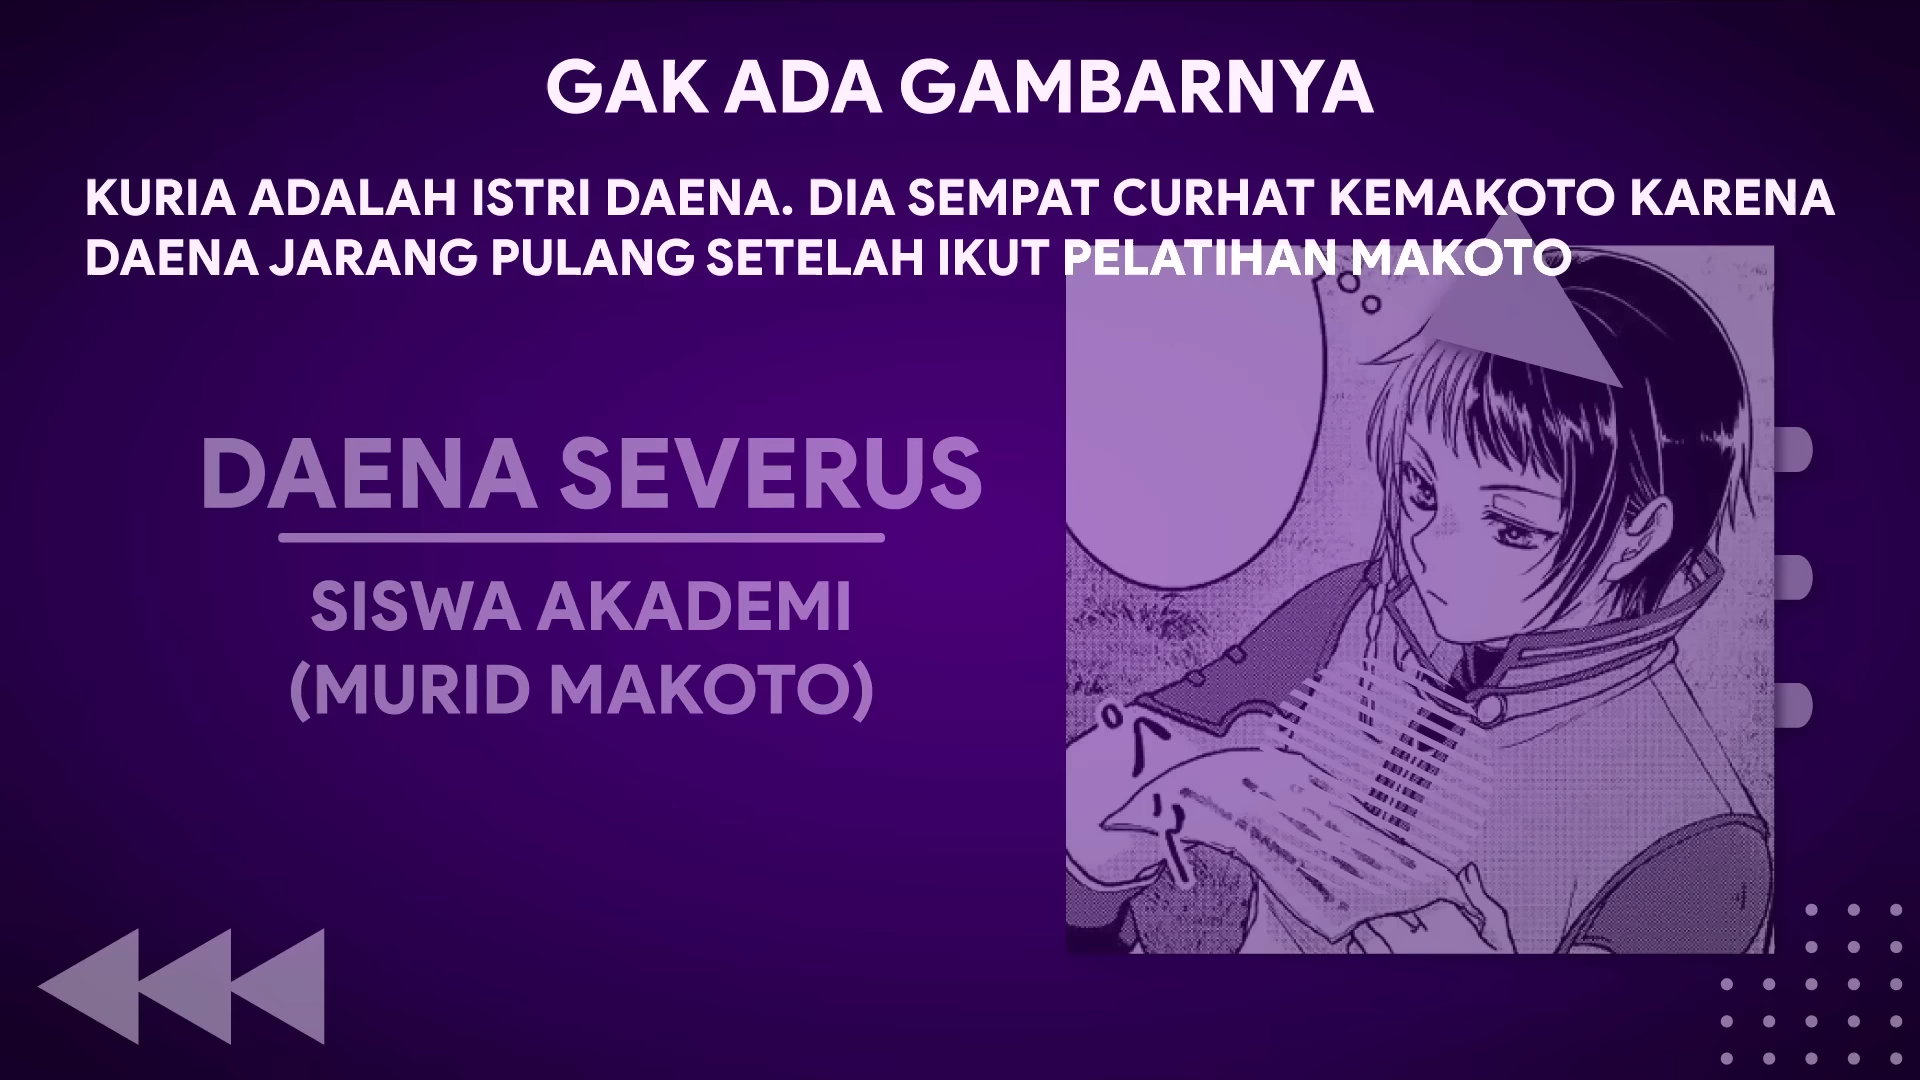 GAK ADA GAMBARNYA
KURIA ADALAH ISTRI DAENA. DIA SEMPAT CURHAT KEMAKOTO KARENA
DAENA JARANG PULANG SETELAH IKUT PELATIHAN MAKOTO
DAENA SEVERUS
SISWA AKADEMI
(MURID MAKOTO)